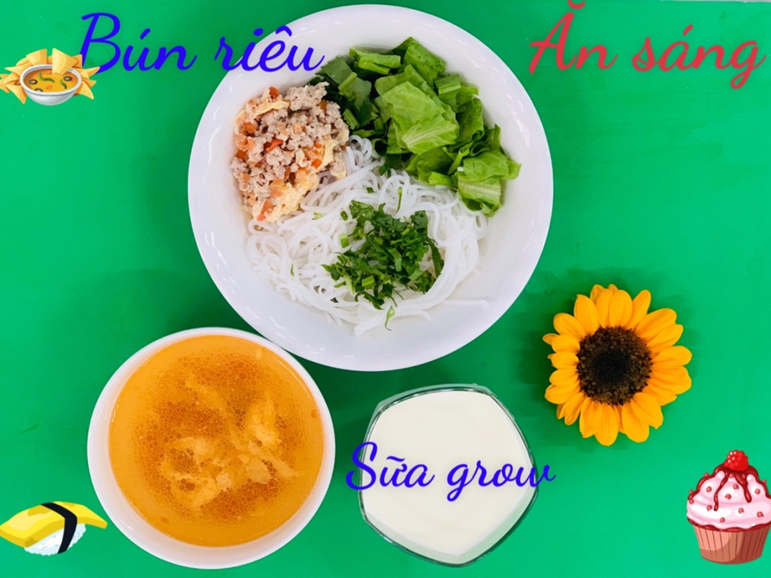 Bún riêu
Ăn sáng
Sữa grow